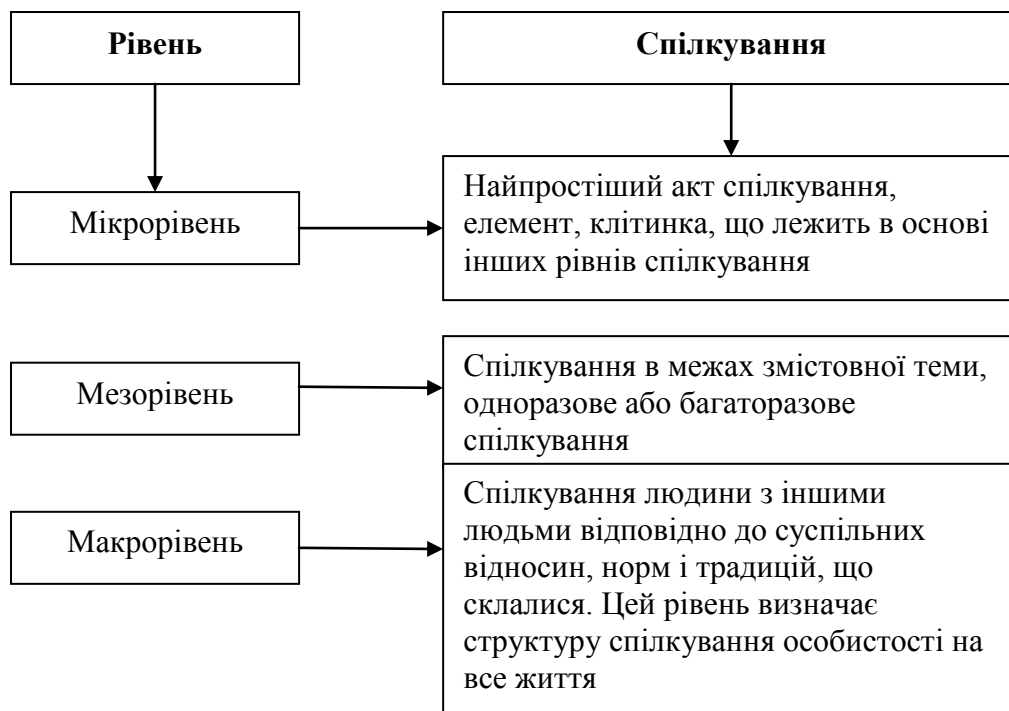 Рівень
Спілкування
Мікрорівень
Найпростіший акт спілкування,
елемент, клітинка, що лежить в основі
інших рівнів спілкування
Мезорівень
Спілкування в межах змістовної теми,
одноразове або багаторазове
спілкування
Макрорівень
Спілкування людини з іншими
людьми відповідно до суспільних
відносин, норм і традицій, що
склалися. Цей рівень визначає
структуру спілкування особистості на
все життя